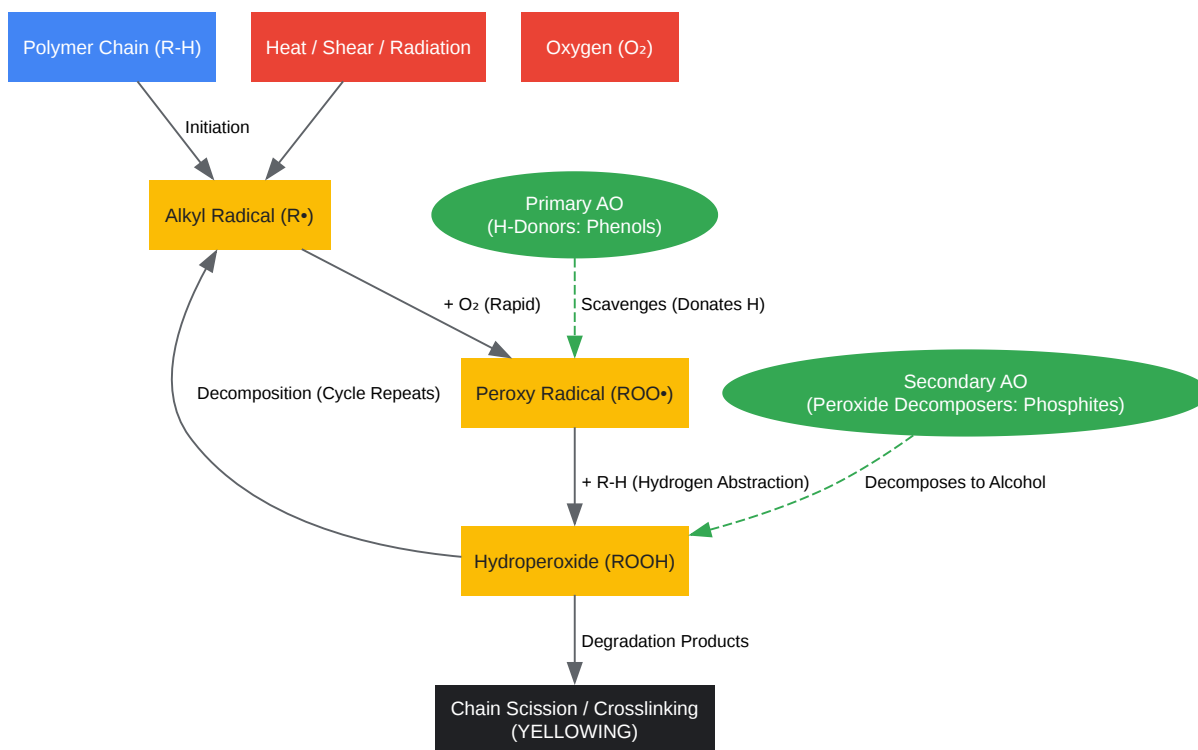 Polymer Chain (R-H)
Heat / Shear / Radiation
Oxygen (O₂)
Initiation
Alkyl Radical (R•)
Primary AO
(H-Donors: Phenols)
+ O₂ (Rapid)
Scavenges (Donates H)
Decomposition (Cycle Repeats)
Peroxy Radical (ROO•)
Secondary AO
(Peroxide Decomposers: Phosphites)
+ R-H (Hydrogen Abstraction)
Decomposes to Alcohol
Hydroperoxide (ROOH)
Degradation Products
Chain Scission / Crosslinking
(YELLOWING)